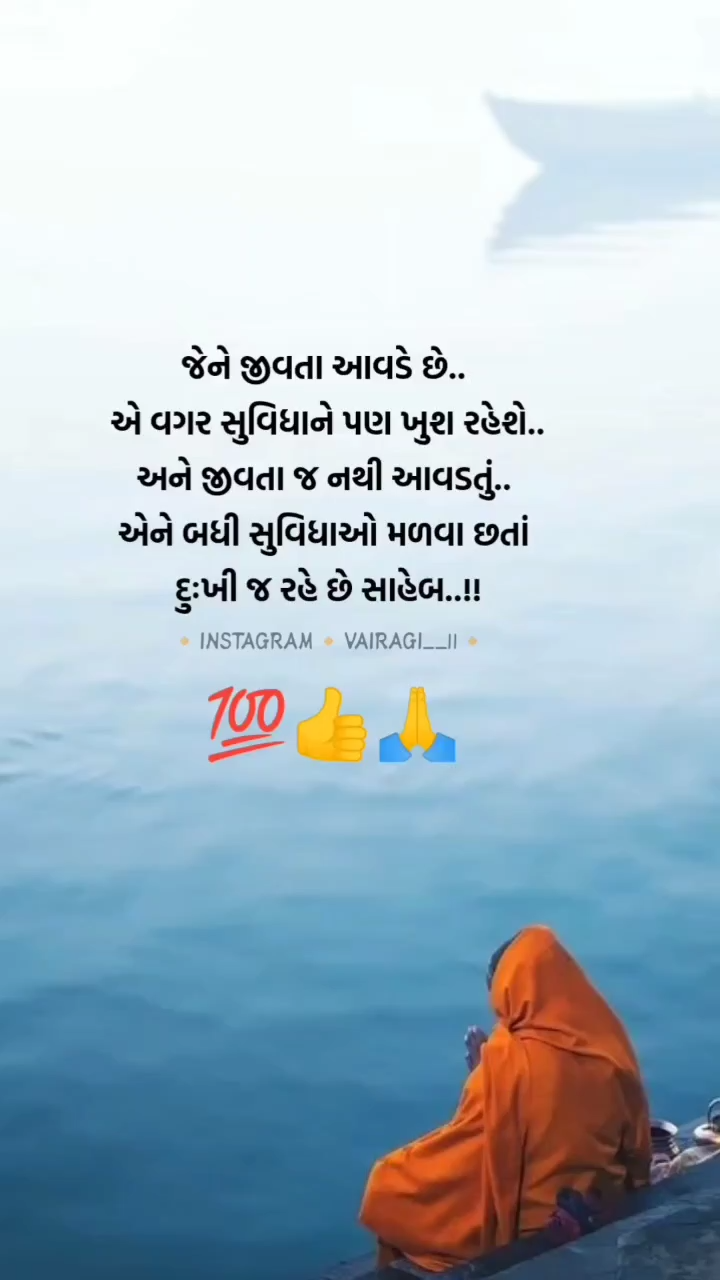 જેને જીવતા આવડે છે..
એ વગર સુવિધાને પણ ખુશ રહેશે..
અને જીવતા જ નથી આવડતું..
એને બધી સુવિધાઓ મળવા છતાં
દુઃખી જ રહે છે સાહેબ..!!
🔸INSTAGRAM🔸VAIRAGI__II🔸
💯👍🙏